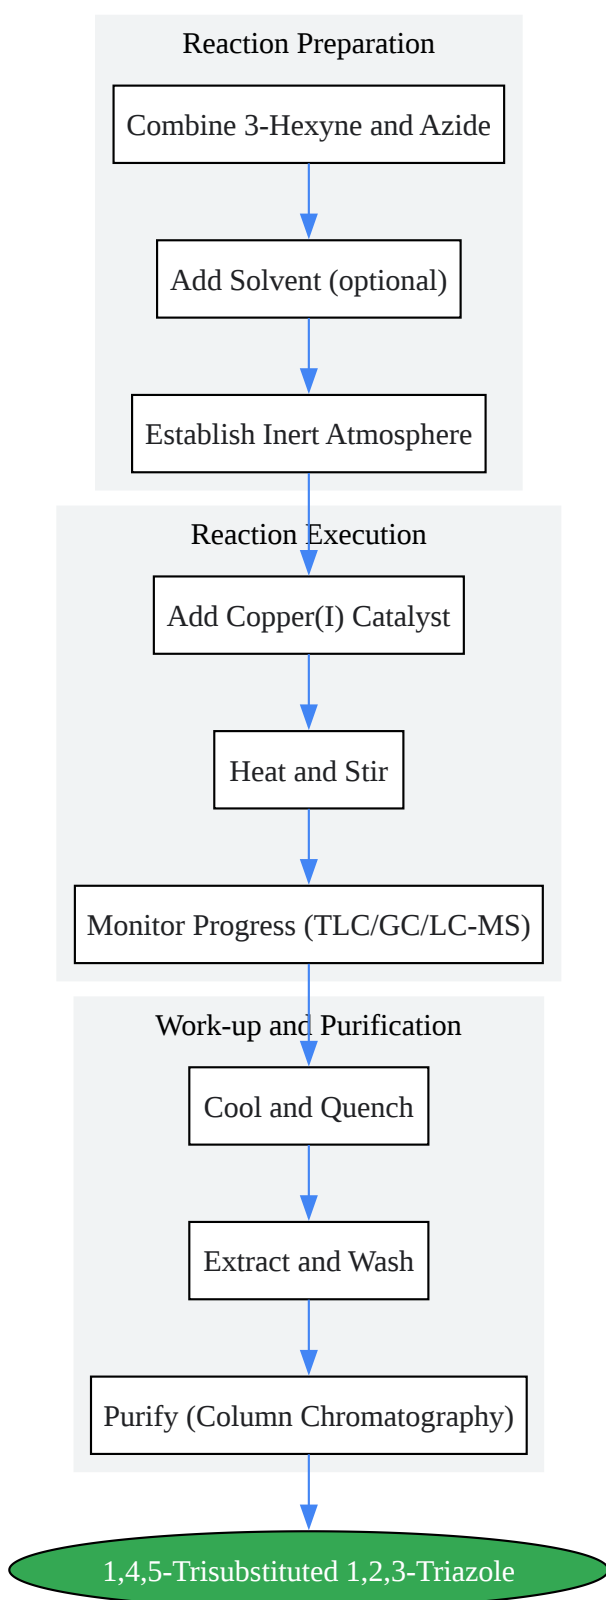 Reaction Preparation
Combine 3-Hexyne and Azide
Add Solvent (optional)
Establish Inert Atmosphere
Reaction Execution
Add Copper(I) Catalyst
Heat and Stir
Monitor Progress (TLC/GC/LC-MS)
Work-up and Purification
Cool and Quench
Extract and Wash
Purify (Column Chromatography)
1,4,5-Trisubstituted 1,2,3-Triazole